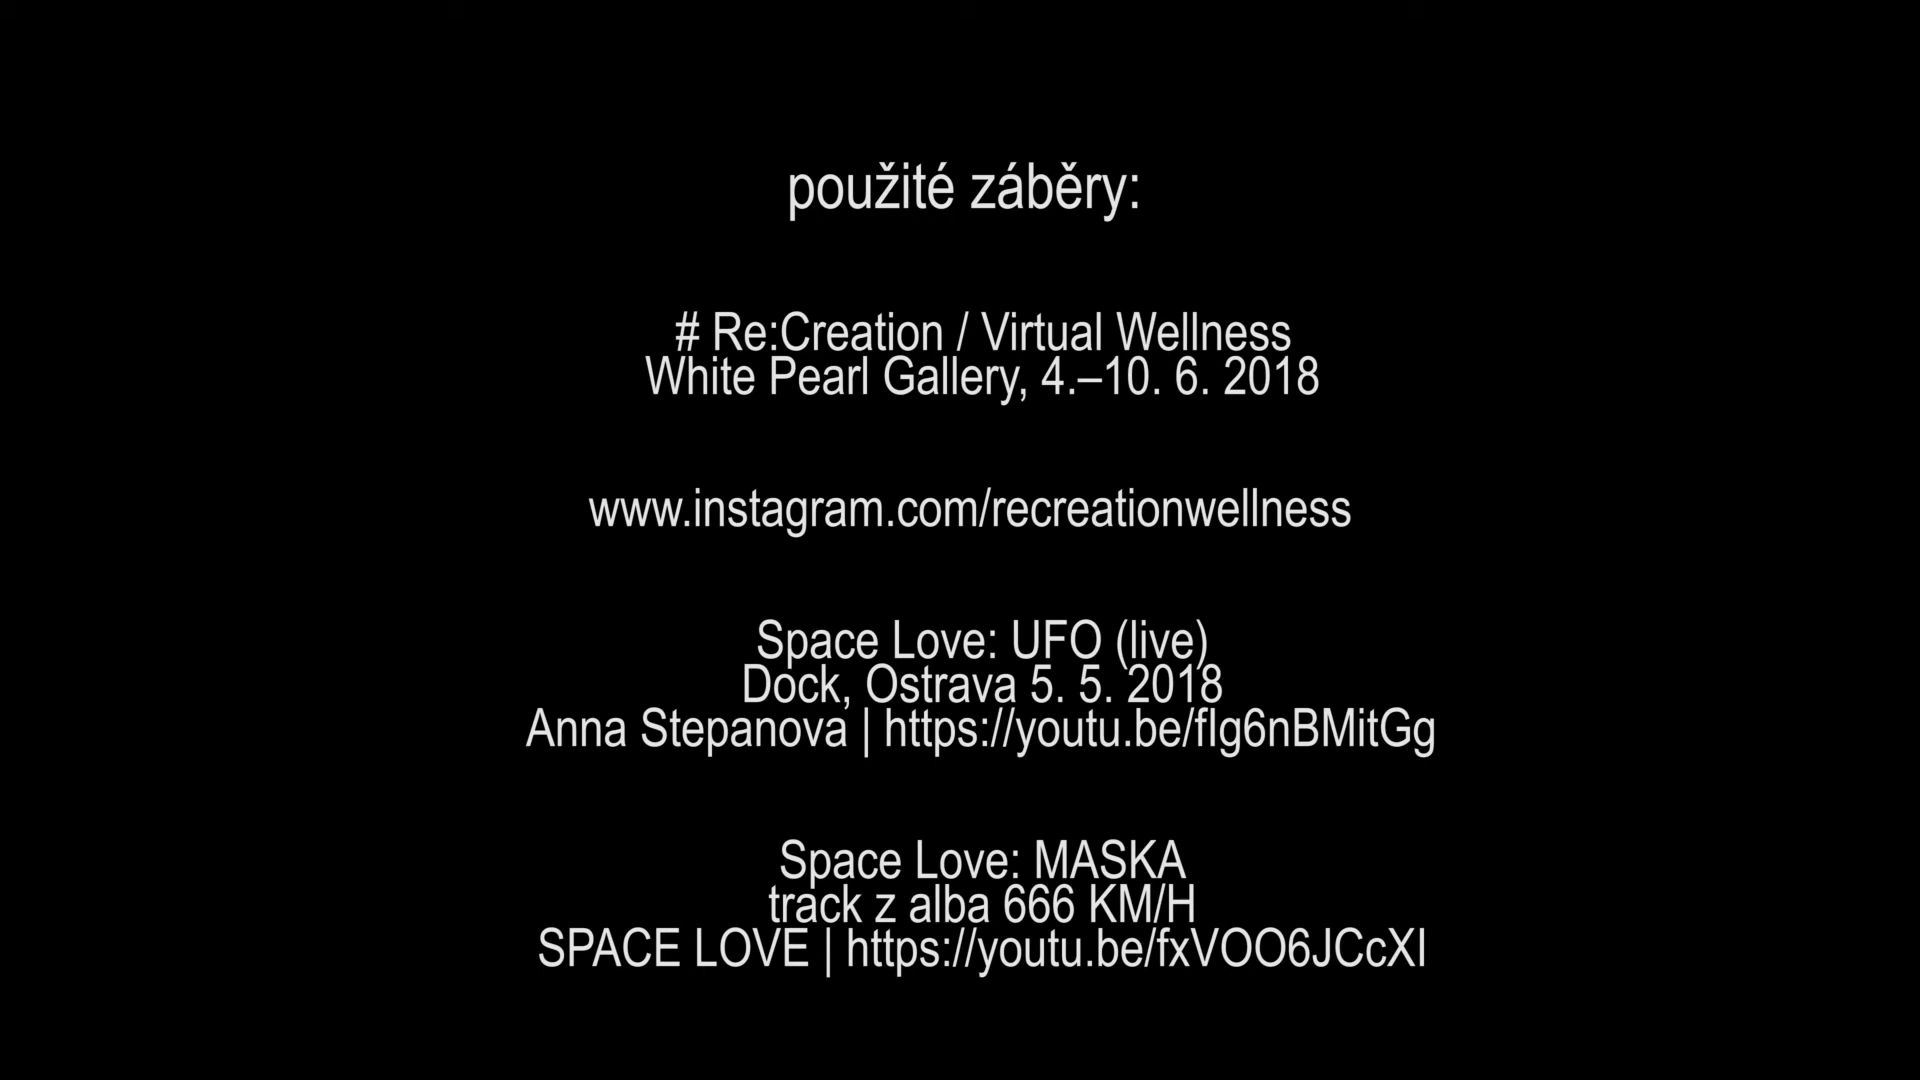 použité záběry:
# Re:Creation / Virtual Wellness
White Pearl Gallery, 4.–10. 6. 2018
www.instagram.com/recreationwellness
Space Love: UFO (live)
Dock, Ostrava 5. 5. 2018
Anna Stepanova | https://youtu.be/fIg6nBMitGg
Space Love: MASKA
track z alba 666 KM/H
SPACE LOVE | https://youtu.be/fxVOO6JCcXI